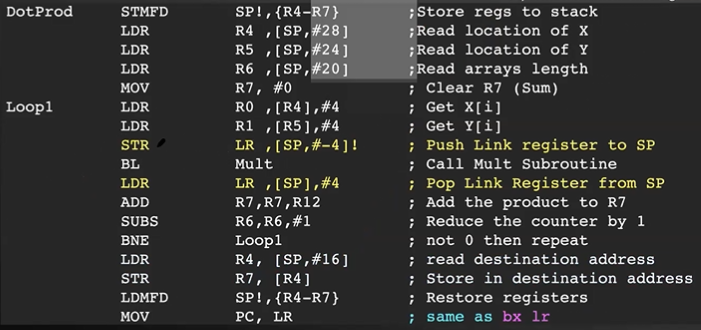 DotProd STMFD SP!,{R4-R7} ;Store regs to stack
LDR R4 ,[SP,#28] ;Read location of X
LDR R5 ,[SP,#24] ;Read location of Y
LDR R6 ,[SP,#20] ;Read arrays length
MOV R7, #0 ; Clear R7 (Sum)
Loop1 LDR R0 ,[R4],#4 ; Get X[i]
LDR R1 ,[R5],#4 ; Get Y[i]
STR LR ,[SP,#-4]! ; Push Link register to SP
BL Mult ; Call Mult Subroutine
LDR LR ,[SP],#4 ; Pop Link Register from SP
ADD R7,R7,R12 ; Add the product to R7
SUBS R6,R6,#1 ; Reduce the counter by 1
BNE Loop1 ; not 0 then repeat
LDR R4, [SP,#16] ; read destination address
STR R7, [R4] ; Store in destination address
LDMFD SP!,{R4-R7} ; Restore registers
MOV PC, LR ; same as bx lr